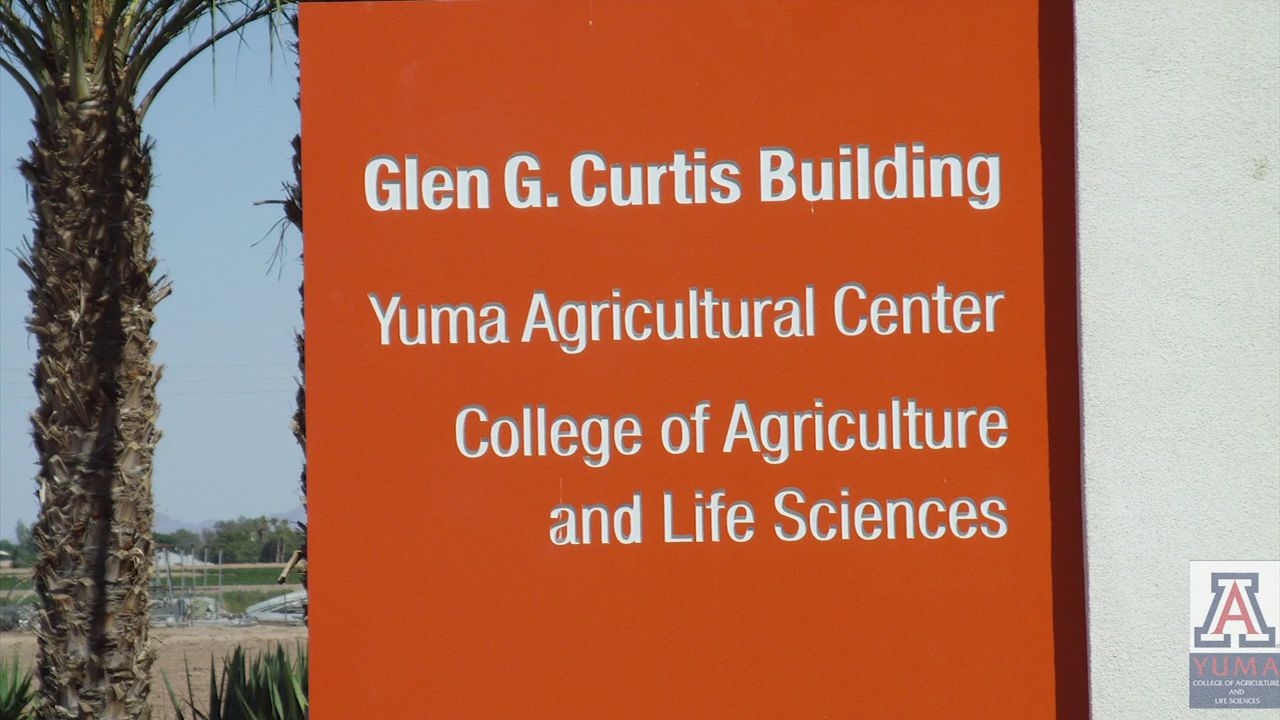 Glen G. Curtis Building
Yuma Agricultural Center
College of Agriculture
and Life Sciences
A
YUMA
COLLEGE OF AGRICULTURE
AND
LIFE SCIENCES